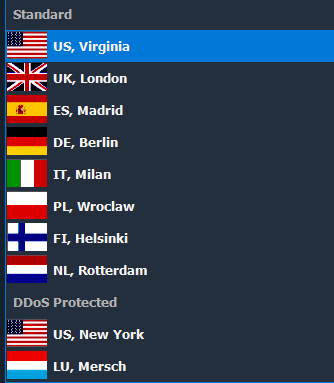 Standard
US, Virginia
UK, London
ES, Madrid
DE, Berlin
IT, Milan
PL, Wroclaw
FI, Helsinki
NL, Rotterdam
DDoS Protected
US, New York
LU, Mersch